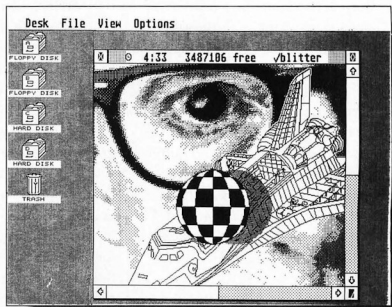 Desk File View Options
4:33 3487106 free √blitter
FLOPPY DISK
FLOPPY DISK
HARD DISK
HARD DISK
TRASH